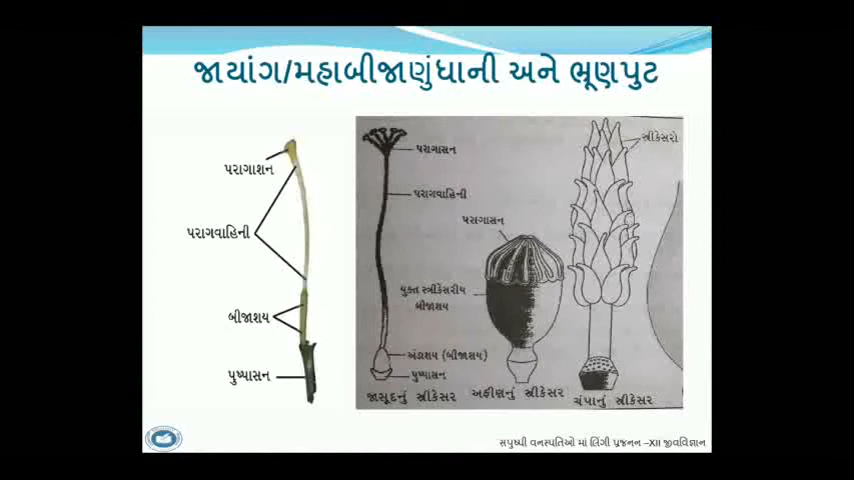 જાયાંગ/મહાબીજાણુંધાની અને ભ્રૂણપુટ
પરાગાશન
પરાગવાહિની
બીજાશય
પુષ્પાસન
પરાગાસન
પરાગવાહિની
અંડાશય (બીજાશય)
પુષ્પાસન
જાસૂદનું સ્ત્રીકેસર
પરાગાસન
યુક્ત સ્ત્રીકેસરીય
બીજાશય
અફીણનું સ્ત્રીકેસર
સ્ત્રીકેસરો
ચંપાનું સ્ત્રીકેસર
સપુષ્પી વનસ્પતિઓ માં લિંગી પ્રજનન –XII જીવવિજ્ઞાન